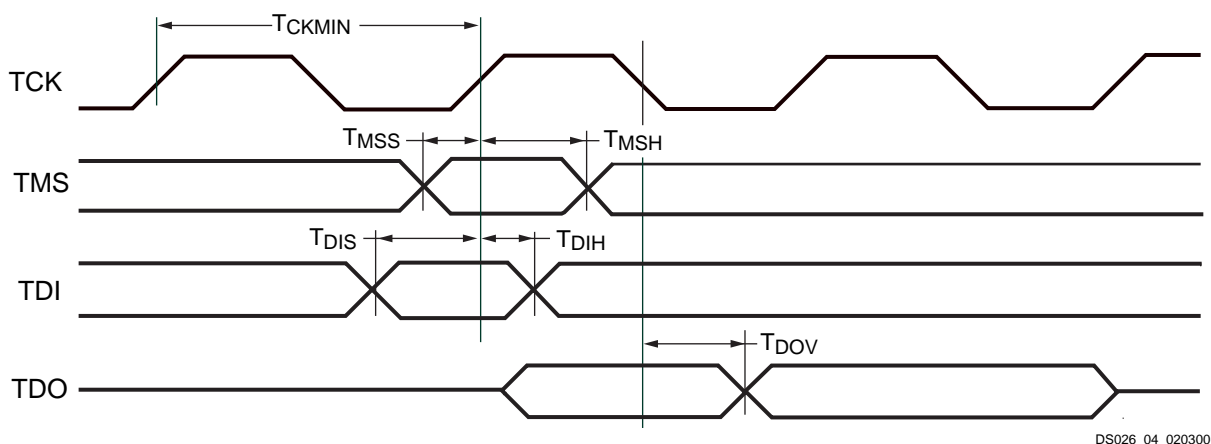 TCKMIN
TCK
TMSS
TMSH
TMS
TDIS
TDIH
TDI
TDOV
TDO
DS026_04_020300